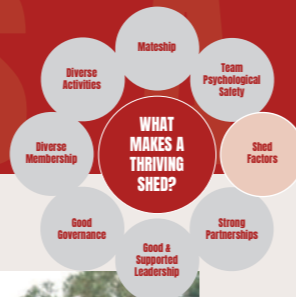 Mateship
Team
Psychological
Safety
Shed
Factors
Strong
Partnerships
Good &
Supported
Leadership
Good
Governance
Diverse
Membership
Diverse
Activities
WHAT
MAKES A
THRIVING
SHED?